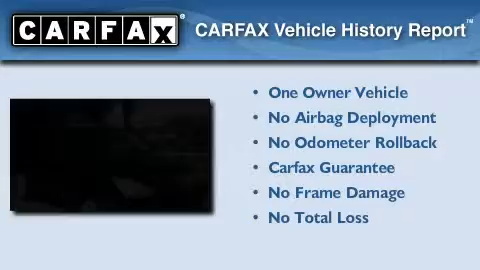 CARFAX® CARFAX Vehicle History Report™
• One Owner Vehicle
• No Airbag Deployment
• No Odometer Rollback
• Carfax Guarantee
• No Frame Damage
• No Total Loss